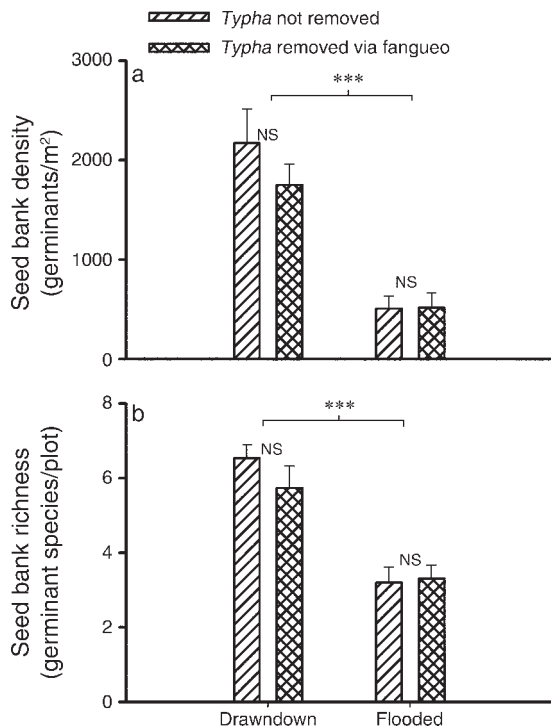 Typha not removed
Typha removed via fangueo
a
3000
2000
1000
0
Seed bank density
(germinants/m²)
***
NS
NS
b
8
6
4
2
0
Seed bank richness
(germinant species/plot)
***
NS
NS
Drawndown
Flooded